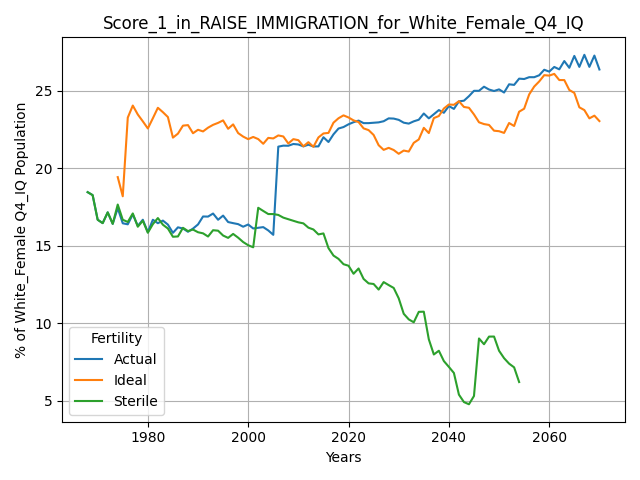 Score_1_in_RAISE_IMMIGRATION_for_White_Female_Q4_IQ
% of White_Female Q4_IQ Population
25
20
15
10
5
Fertility
Actual
Ideal
Sterile
1980 2000 2020 2040 2060
Years